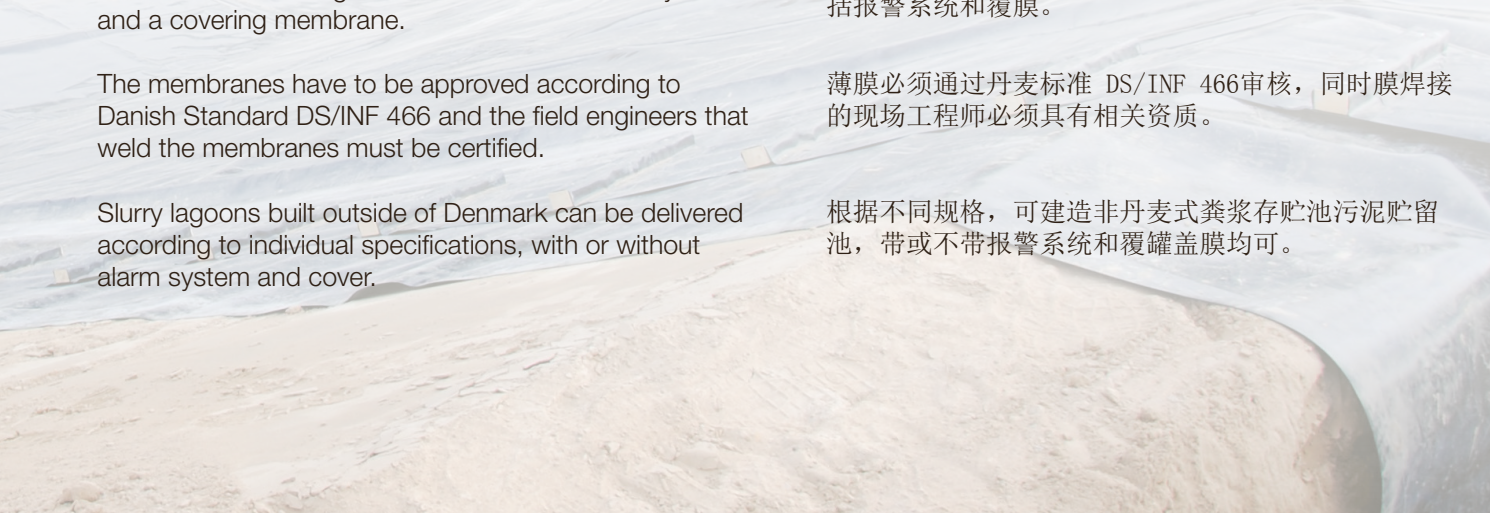 and a covering membrane.
The membranes have to be approved according to
Danish Standard DS/INF 466 and the field engineers that
weld the membranes must be certified.
Slurry lagoons built outside of Denmark can be delivered
according to individual specifications, with or without
alarm system and cover.
括报警系统和覆膜。
薄膜必须通过丹麦标准 DS/INF 466审核，同时膜焊接
的现场工程师必须具有相关资质。
根据不同规格，可建造非丹麦式粪浆存贮池污泥贮留
池，带或不带报警系统和覆罐盖膜均可。